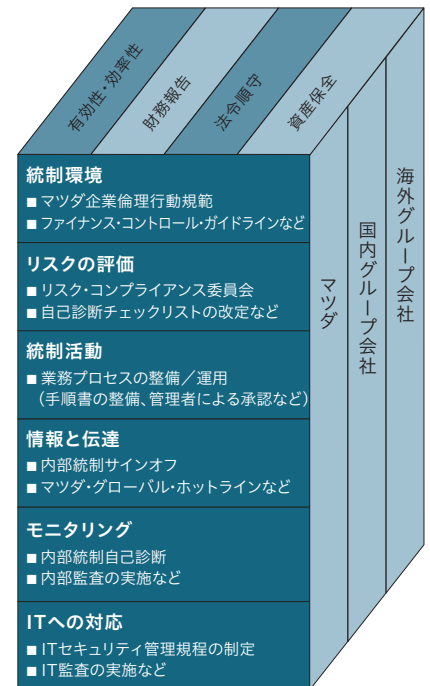 有効性・効率性
財務報告
法令順守
資産保全
統制環境
■ マツダ企業倫理行動規範
■ ファイナンス・コントロール・ガイドラインなど
リスクの評価
■ リスク・コンプライアンス委員会
■ 自己診断チェックリストの改定など
統制活動
■ 業務プロセスの整備／運用
（手順書の整備、管理者による承認など）
情報と伝達
■ 内部統制サインオフ
■ マツダ・グローバル・ホットラインなど
モニタリング
■ 内部統制自己診断
■ 内部監査の実施など
ITへの対応
■ ITセキュリティ管理規程の制定
■ IT監査の実施など
マツダ
国内グループ会社
海外グループ会社